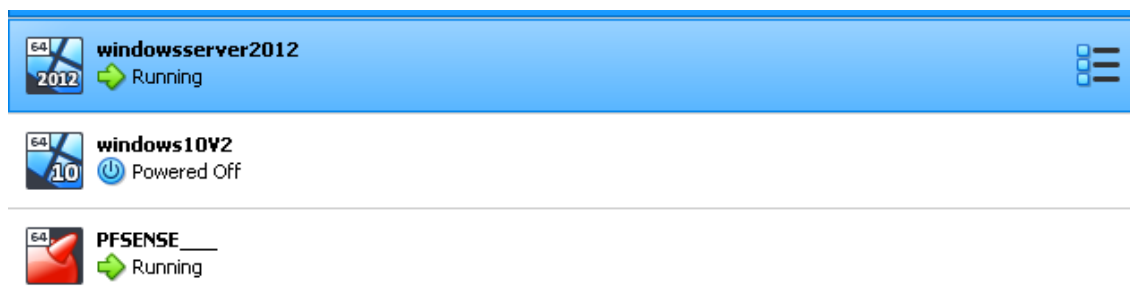 64
2012
windowsserver2012
Running
64
10
windows10V2
Powered Off
64
PFSENSE___
Running